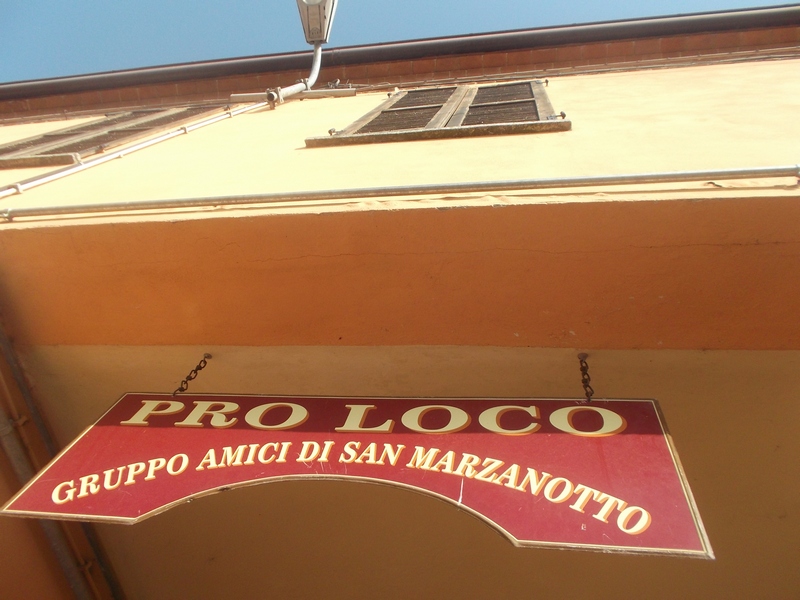 PRO LOCO
GRUPPO AMICI DI SAN MARZANOTTO